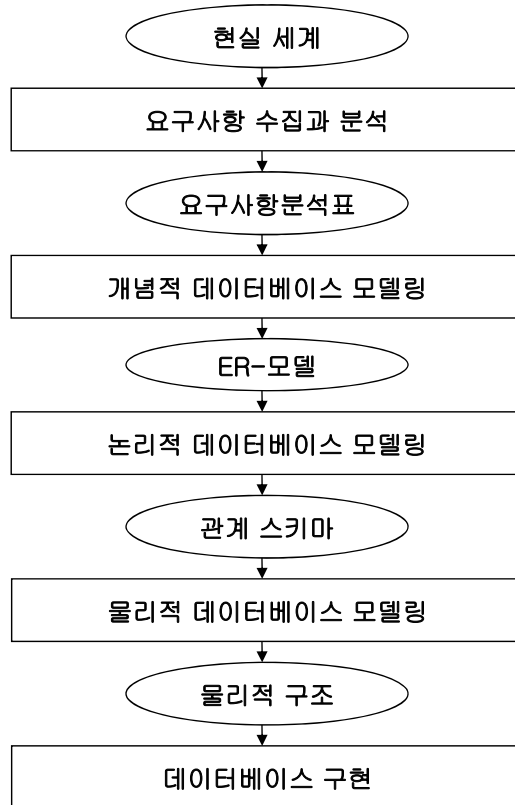 현실 세계
요구사항 수집과 분석
요구사항분석표
개념적 데이터베이스 모델링
ER-모델
논리적 데이터베이스 모델링
관계 스키마
물리적 데이터베이스 모델링
물리적 구조
데이터베이스 구현